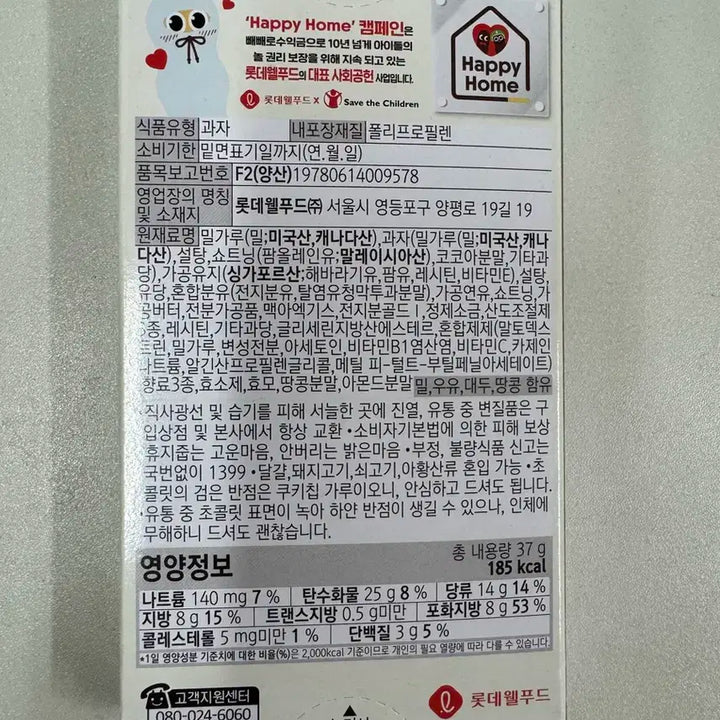 'Happy Home' 캠페인은
빼빼로수익금으로 10년 넘게 아이들의
놀 권리 보장을 위해 지속 되고 있는
롯데웰푸드의 대표 사회공헌 사업입니다.
롯데웰푸드 x Save the Children
Happy
Home
식품유형 과자 내포장재질 폴리프로필렌
소비기한 밑면표기일까지(연.월.일)
품목보고번호 F2(양산)19780614009578
영업장의 명칭
및 소재지 롯데웰푸드㈜ 서울시 영등포구 양평로 19길 19
원재료명 밀가루(밀:미국산,캐나다산),과자(밀가루(밀:미국산,캐나
다산),설탕,쇼트닝(팜올레인유:말레이시아산),코코아분말,기타과
당),가공유지(싱가포르산:해바라기유,팜유,레시틴,비타민E),설탕,
유당,혼합분유(전지분유,탈염유청막투과분말),가공연유,쇼트닝,가
공버터,전분가공품,맥아엑기스,전지분골드Ⅰ,정제소금,산도조절제
3종,레시틴,기타과당,글리세린지방산에스테르,혼합제제(말토덱스
트린,밀가루,변성전분,아세토인,비타민B1염산염,비타민C,카제인
나트륨,알긴산프로필렌글리콜,메틸 피-털트-부틸페닐아세테이트)
향료3종,효소제,효모,땅콩분말,아몬드분말 밀,우유,대두,땅콩 함유
•직사광선 및 습기를 피해 서늘한 곳에 진열, 유통 중 변질품은 구
입상점 및 본사에서 항상 교환 •소비자기본법에 의한 피해 보상
휴지줍는 고운마음, 안버리는 밝은마음 •부정, 불량식품 신고는
국번없이 1399 •달걀,돼지고기,쇠고기,아황산류 혼입 가능 •초
콜릿의 검은 반점은 쿠키칩 가루이오니, 안심하고 드셔도 됩니다.
•유통 중 초콜릿 표면이 녹아 하얀 반점이 생길 수 있으나, 인체에
무해하니 드셔도 괜찮습니다.
영양정보 총 내용량 37 g
185 kcal
나트륨 140 mg 7 % 탄수화물 25 g 8 % 당류 14 g 14 %
지방 8 g 15 % 트랜스지방 0.5 g미만 포화지방 8 g 53 %
콜레스테롤 5 mg미만 1 % 단백질 3 g 5 %
*1일 영양성분 기준치에 대한 비율(%)은 2,000kcal 기준이므로 개인의 필요 열량에 따라 다를 수 있습니다.
고객지원센터
080-024-6060
롯데웰푸드